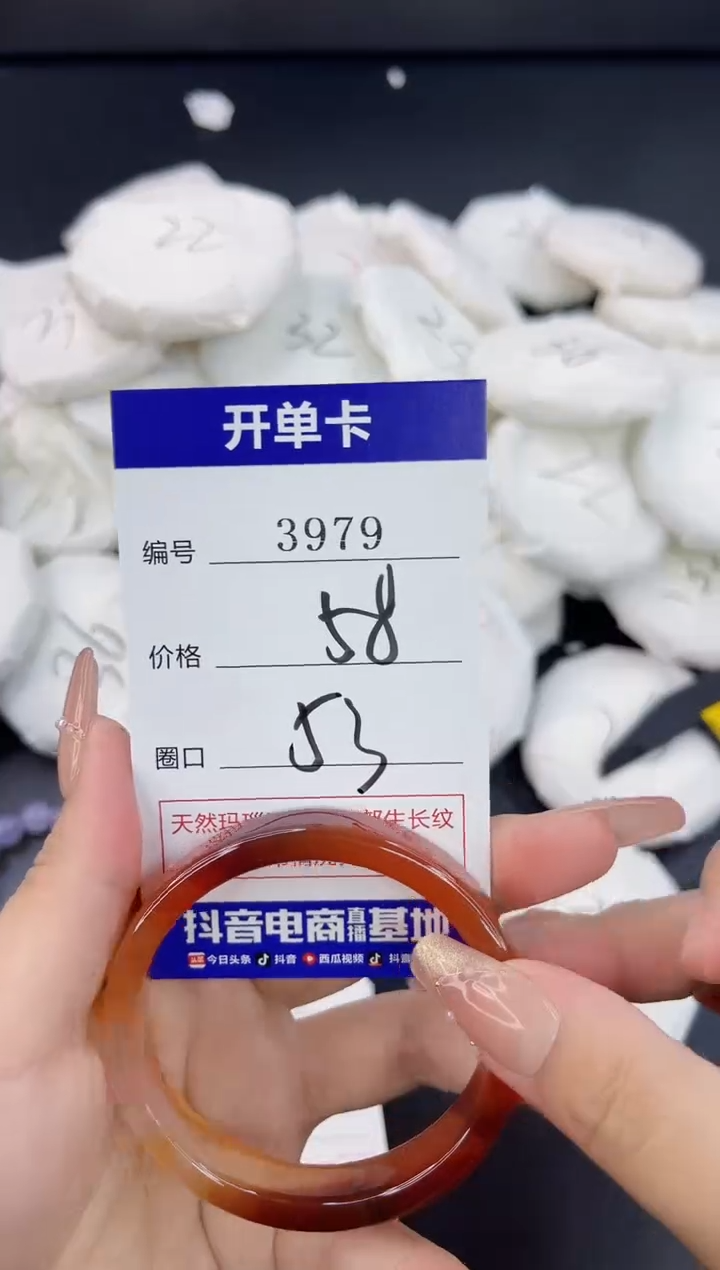 22
32
开单卡
编号 3979
价格 58
圈口 53
天然玛 生长纹
抖音电商直播基地
今日头条 抖音 西瓜视频 抖音